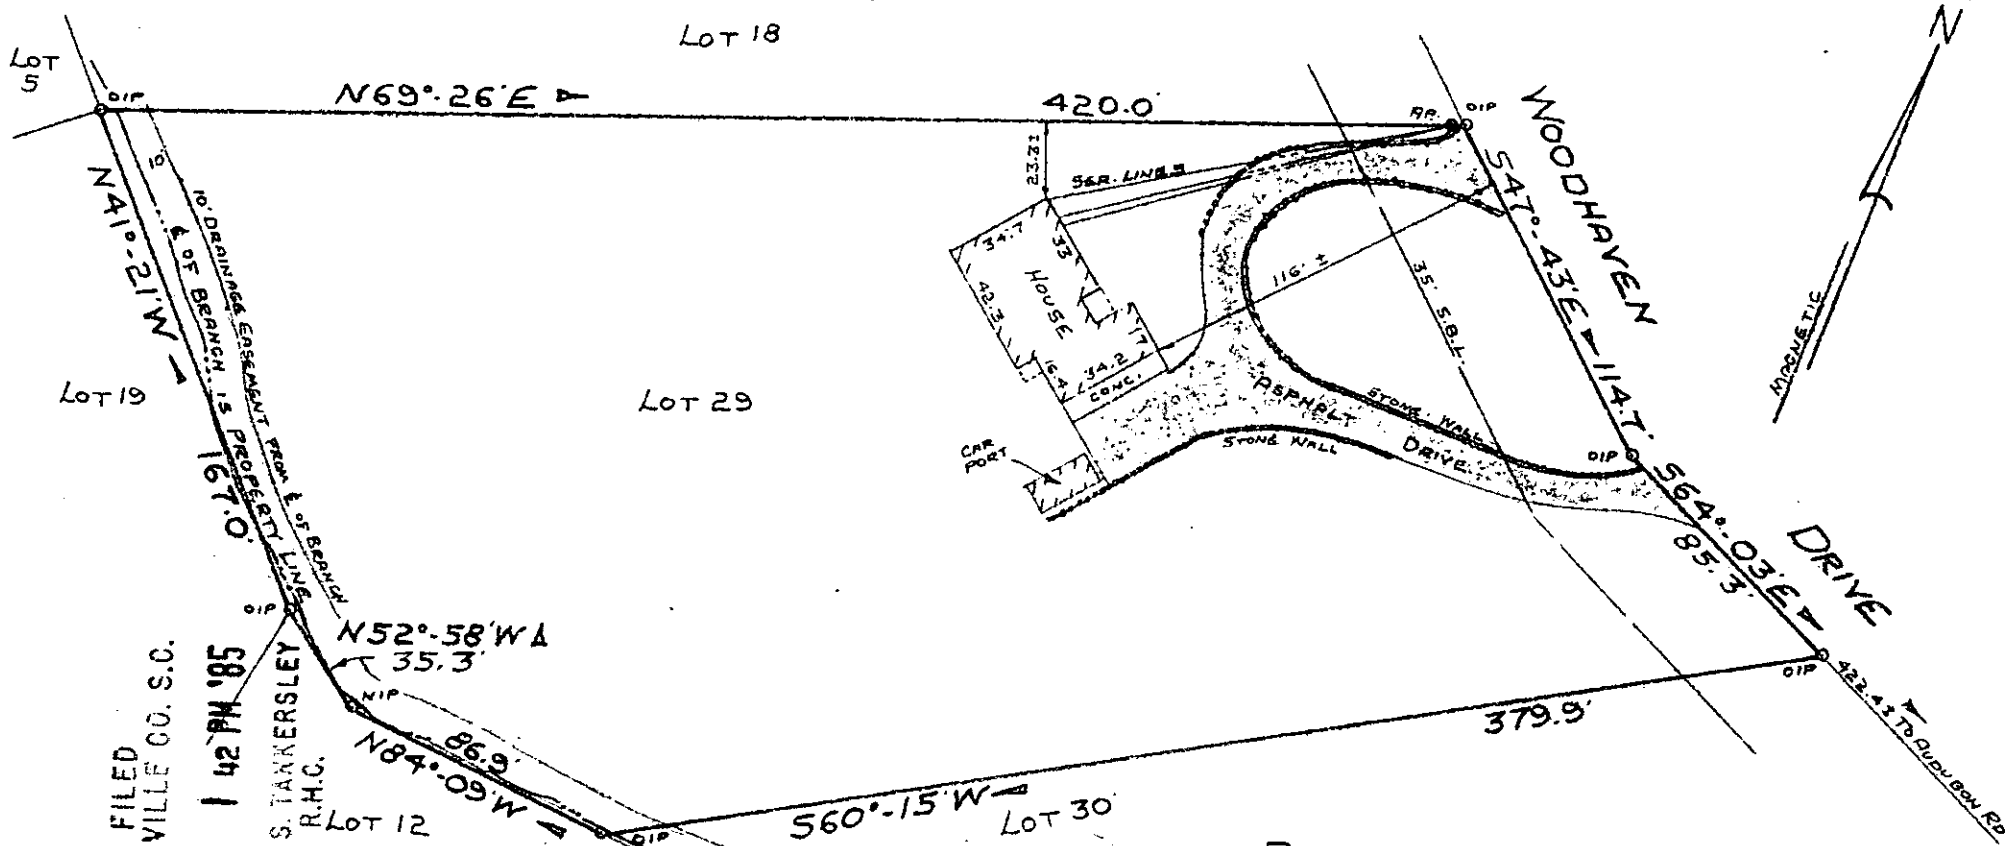 LOT 18
LOT
5
OIP
N69°-26'E
420.0'
A.P.
OIP
WOODHAVEN
N
N41°-21'W
167.0'
10'
10' DRAINAGE EASEMENT FROM ℄ OF BRANCH
℄ OF BRANCH IS PROPERTY LINE
23.8±
SER. LINES
S47°-43'E
114.7'
34.7
33
HOUSE
42.3
17
34.2
16.4
CONC.
116' ±
35' S.B.L.
MAGNETIC
LOT 19
LOT 29
ASPHALT
DRIVE
STONE WALL
STONE WALL
CAR
PORT
OIP
S64°-03'E
85.3'
DRIVE
OIP
N52°-58'W
35.3'
NIP
OIP
422.43 TO AUDUBON RD
379.9'
86.9'
N84°-09'W
S60°-15'W
OIP
LOT 12
LOT 30
FILED
VILLE CO. S.C.
1 42 PM '85
S. TANKERSLEY
R.M.C.